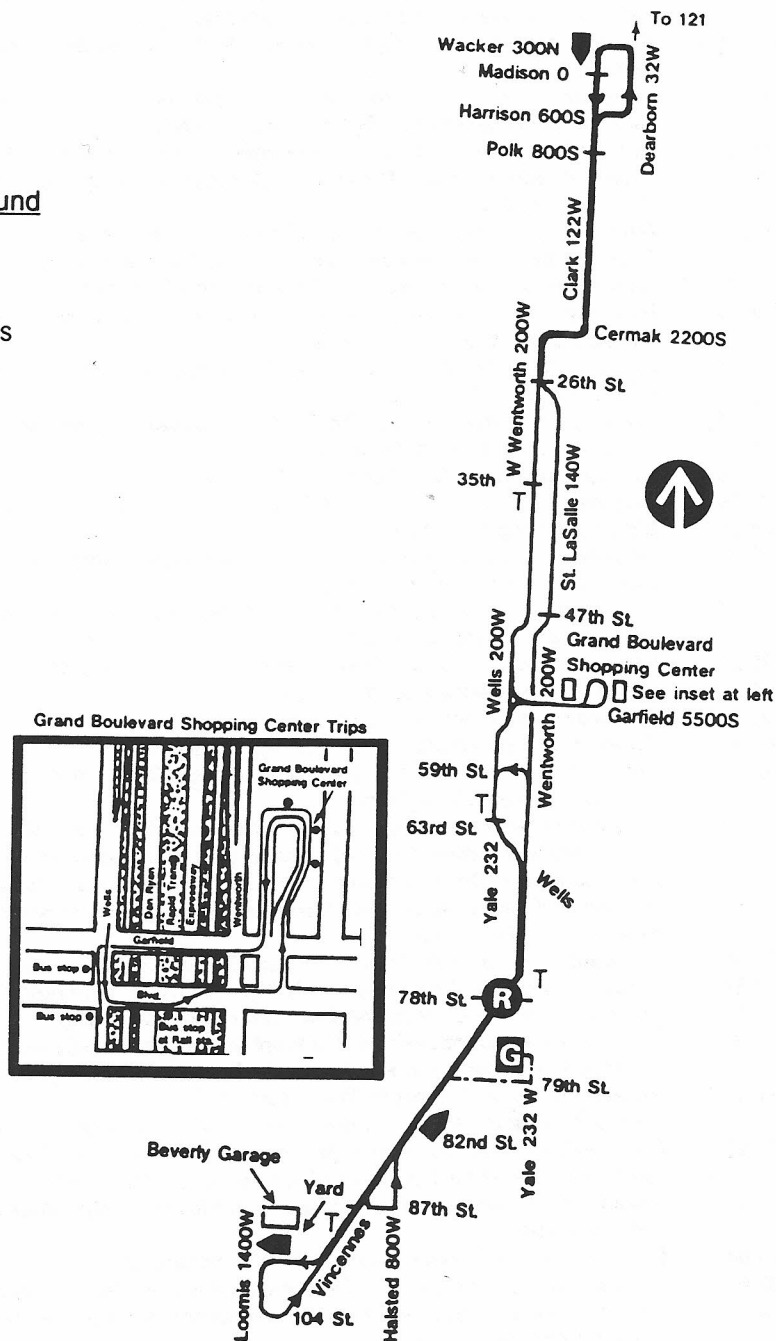 und
s
To 121
Wacker 300N
Madison 0
Dearborn 32W
Harrison 600S
Polk 800S
Clark 122W
Cermak 2200S
W Wentworth 200W
26th St.
35th
T
St. LaSalle 140W
47th St.
Grand Boulevard
Shopping Center
See inset at left
Garfield 5500S
Wells 200W
Wentworth 200W
59th St.
T
63rd St.
Yale 232
Wells
T
78th St.
R
G
79th St.
Yale 232 W
82nd St.
87th St.
Halsted 800W
Vincennes
T
Beverly Garage
Yard
Loomis 1400W
104 St.
Grand Boulevard Shopping Center Trips
Grand Boulevard
Shopping Center
Wells
Dan Ryan
Rapid Transit
Expressway
Wentworth
Garfield
Bus stop
Blvd.
Bus stop
Bus stop
at Rail sta.